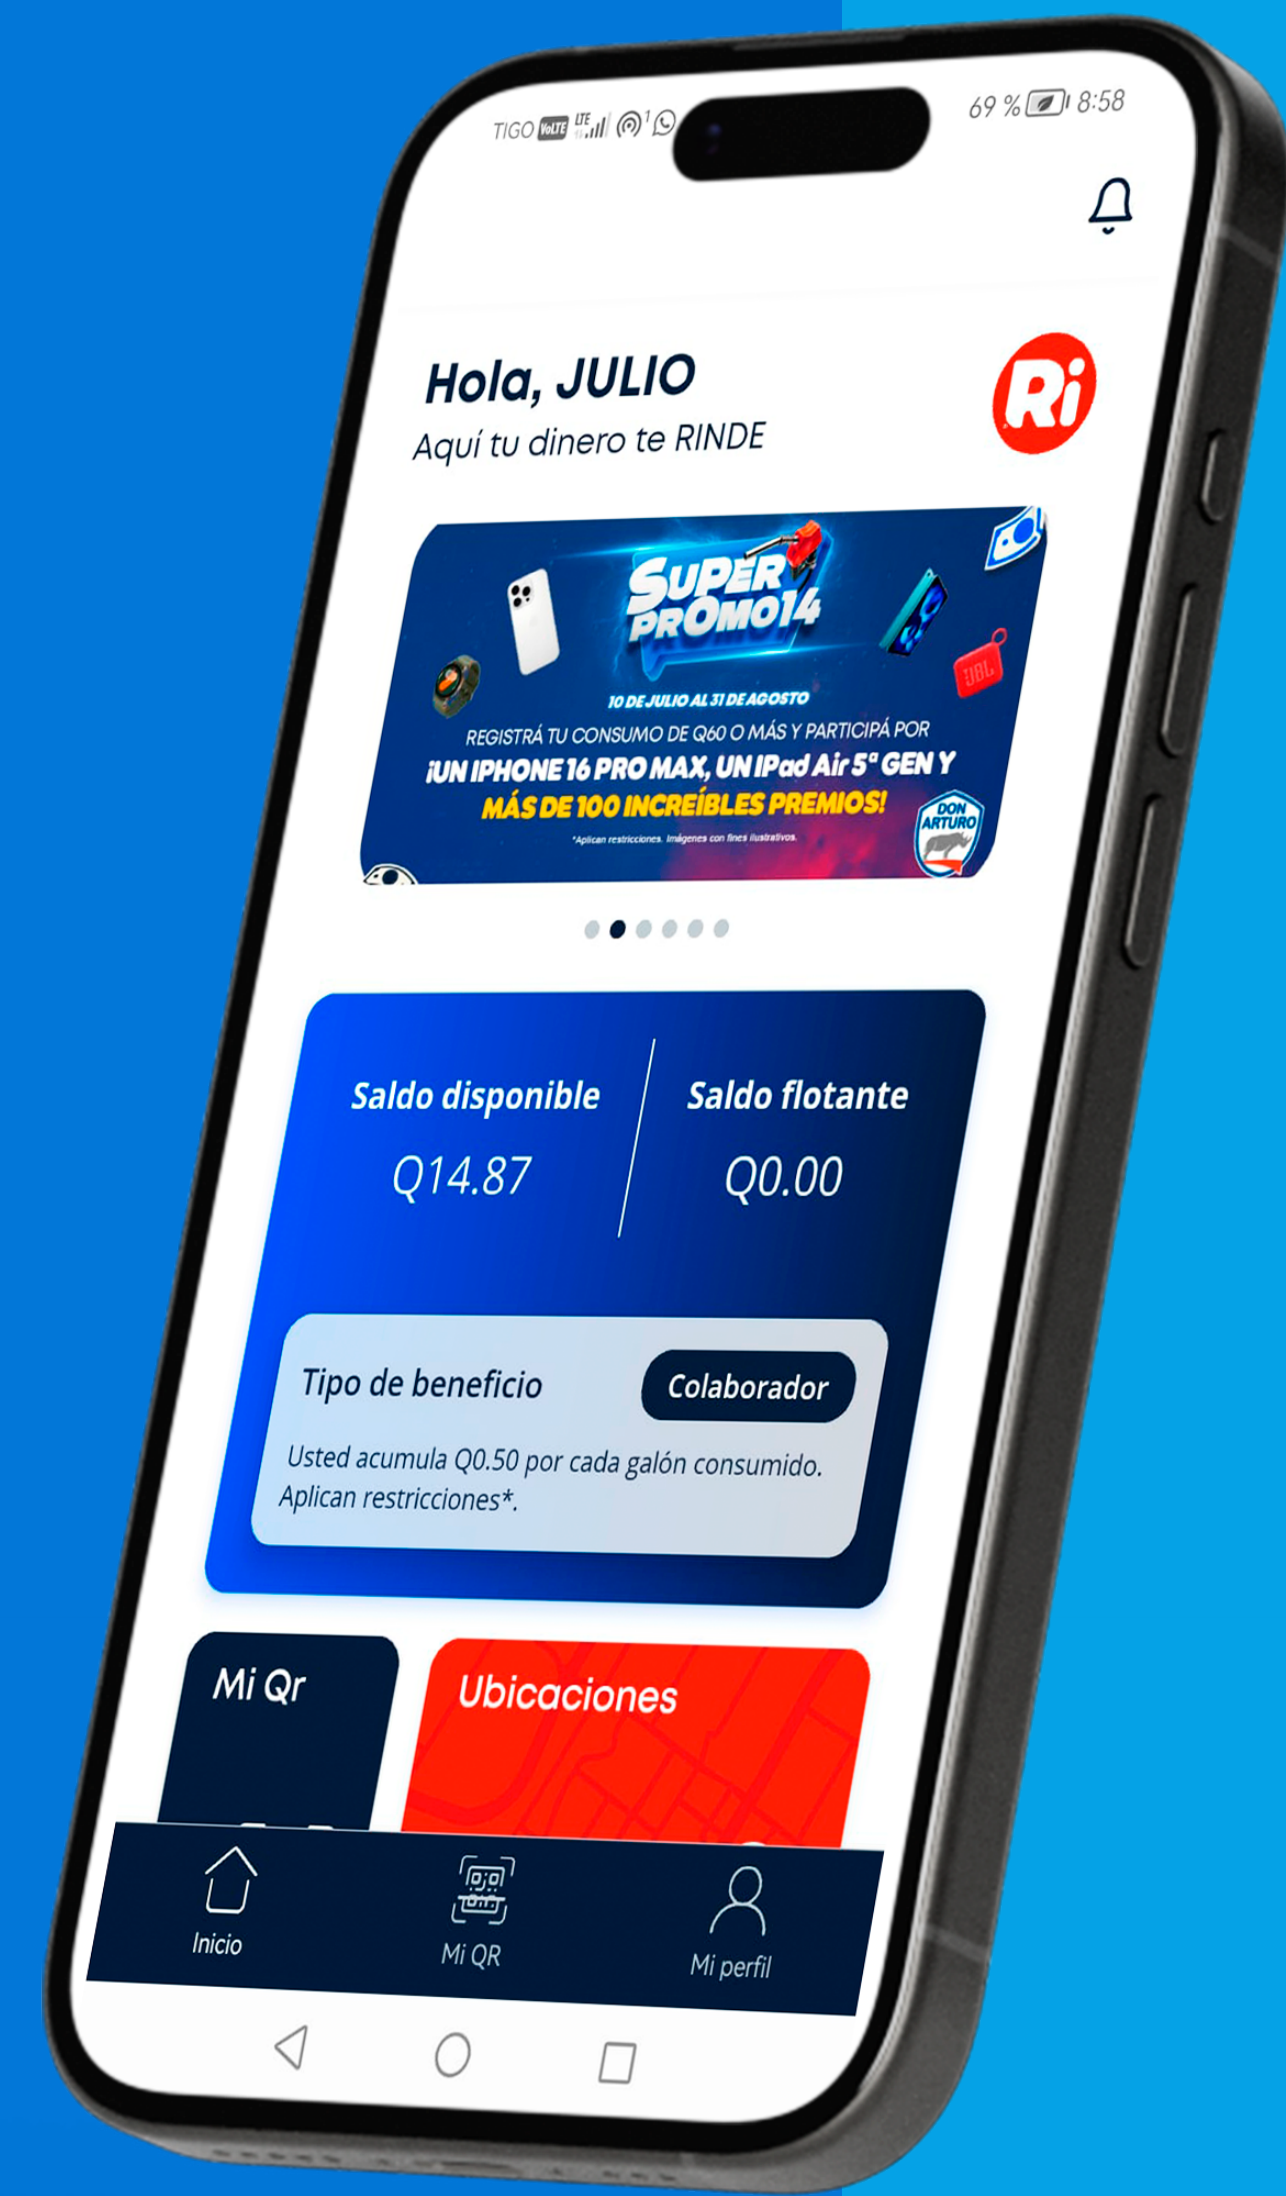 TIGO VoLTE LTE 1
69 % 8:58
Hola, JULIO
Aquí tu dinero te RINDE
Ri
SUPER
PROMO14
JBL
10 DE JULIO AL 31 DE AGOSTO
REGISTRÁ TU CONSUMO DE Q60 O MÁS Y PARTICIPÁ POR
¡UN IPHONE 16 PRO MAX, UN IPad Air 5ª GEN Y
MÁS DE 100 INCREÍBLES PREMIOS!
*Aplican restricciones. Imágenes con fines ilustrativos.
DON
ARTURO
Saldo disponible
Q14.87
Saldo flotante
Q0.00
Tipo de beneficio
Colaborador
Usted acumula Q0.50 por cada galón consumido.
Aplican restricciones*.
Mi Qr
Ubicaciones
Inicio
Mi QR
Mi perfil